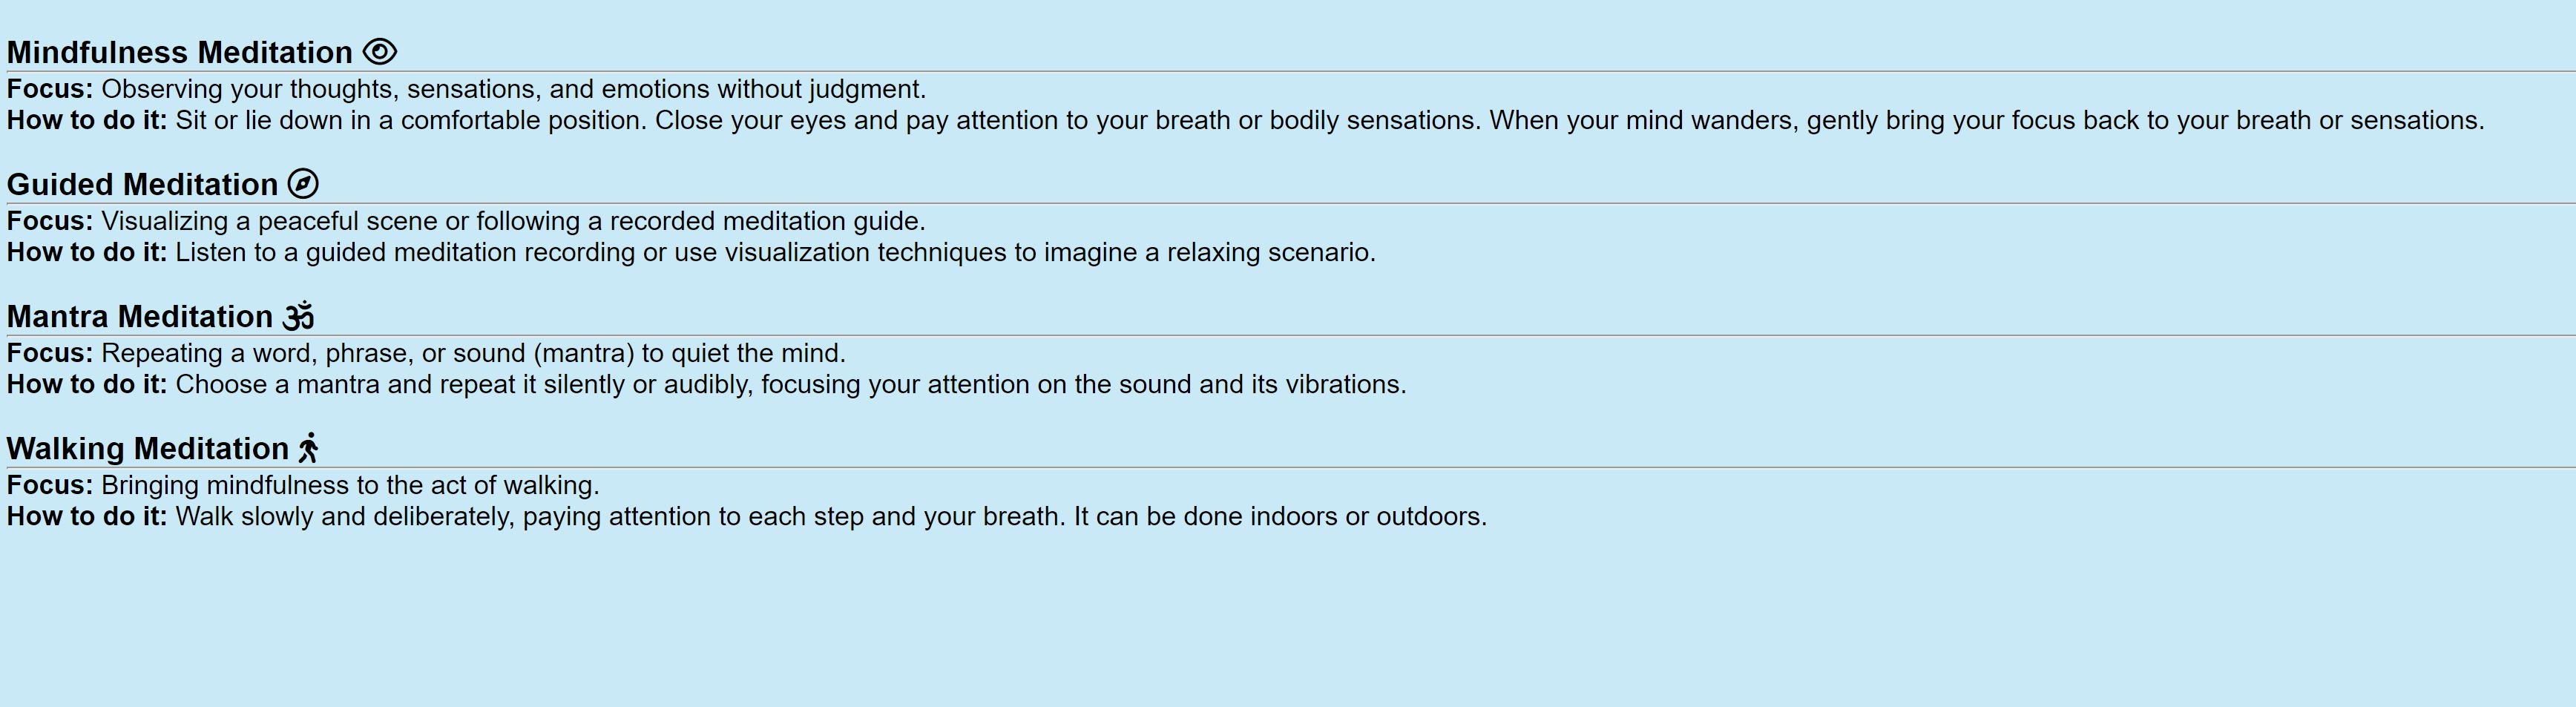 Mindfulness Meditation
Focus: Observing your thoughts, sensations, and emotions without judgment.
How to do it: Sit or lie down in a comfortable position. Close your eyes and pay attention to your breath or bodily sensations. When your mind wanders, gently bring your focus back to your breath or sensations.
Guided Meditation
Focus: Visualizing a peaceful scene or following a recorded meditation guide.
How to do it: Listen to a guided meditation recording or use visualization techniques to imagine a relaxing scenario.
Mantra Meditation ॐ
Focus: Repeating a word, phrase, or sound (mantra) to quiet the mind.
How to do it: Choose a mantra and repeat it silently or audibly, focusing your attention on the sound and its vibrations.
Walking Meditation
Focus: Bringing mindfulness to the act of walking.
How to do it: Walk slowly and deliberately, paying attention to each step and your breath. It can be done indoors or outdoors.